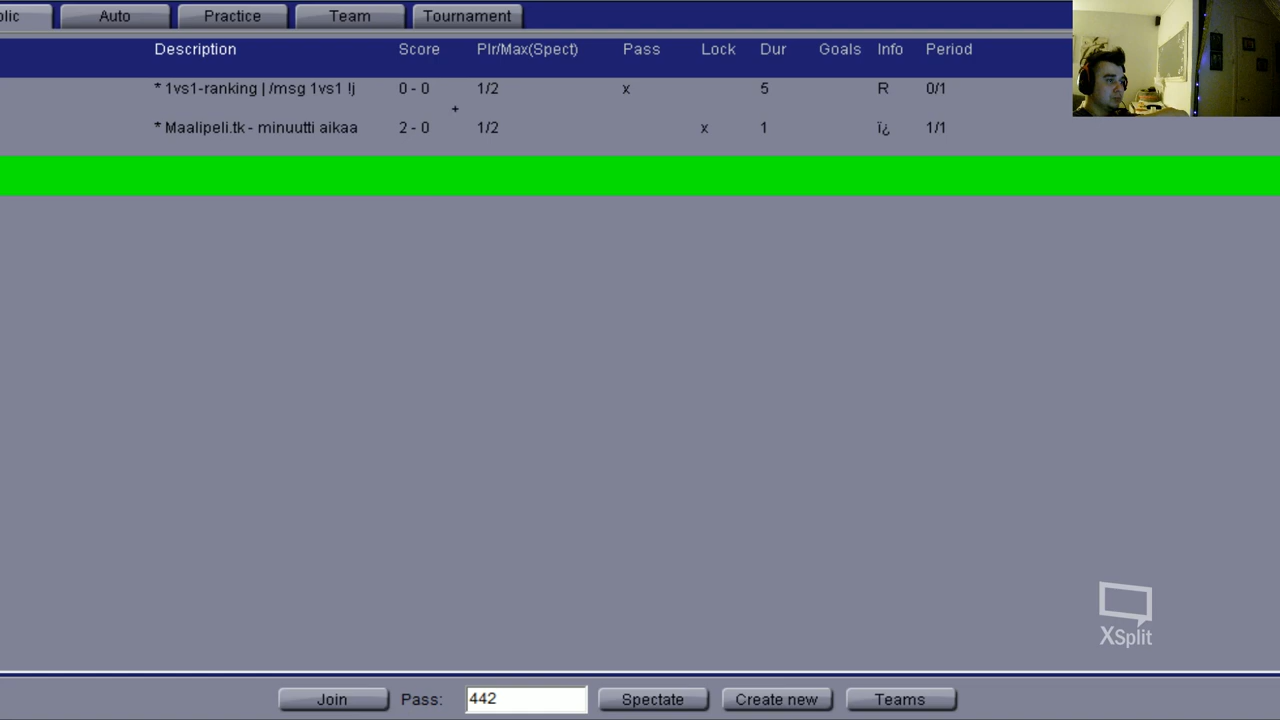 olic Auto Practice Team Tournament
Description Score Plr/Max(Spect) Pass Lock Dur Goals Info Period
* 1vs1-ranking | /msg 1vs1 !j 0 - 0 1/2 x 5 R 0/1
* Maalipeli.tk - minuutti aikaa 2 - 0 1/2 x 1 ï¿ 1/1
XSplit
Join Pass: 442 Spectate Create new Teams